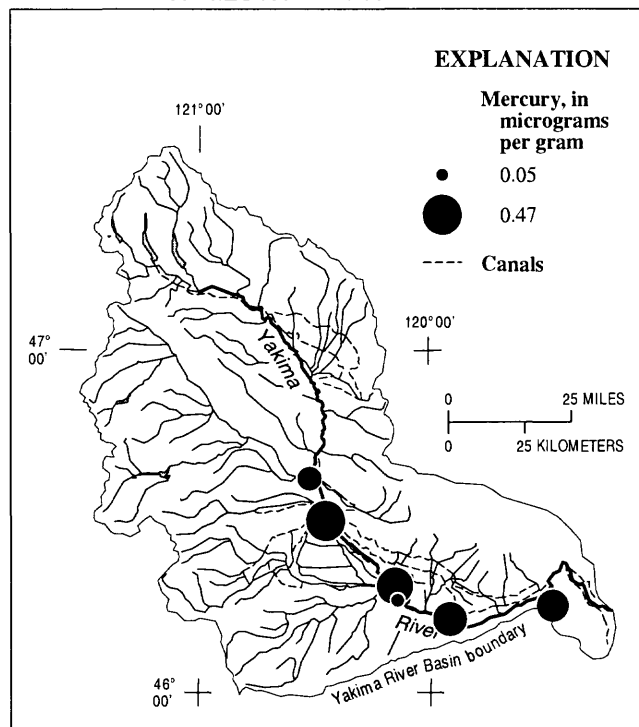 EXPLANATION
Mercury, in
micrograms
per gram
0.05
0.47
Canals
121° 00'
120° 00'
47°
00'
Yakima
0 25 MILES
0 25 KILOMETERS
River
Yakima River Basin boundary
46°
00'